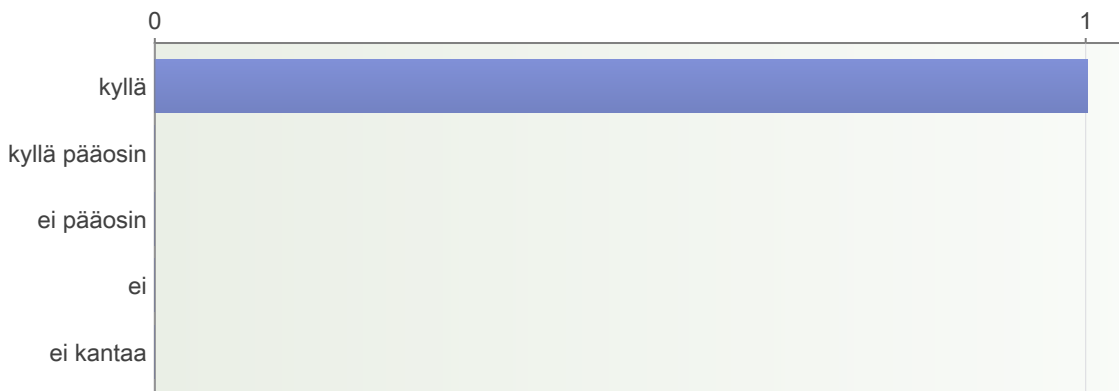 0 1
kyllä
kyllä pääosin
ei pääosin
ei
ei kantaa